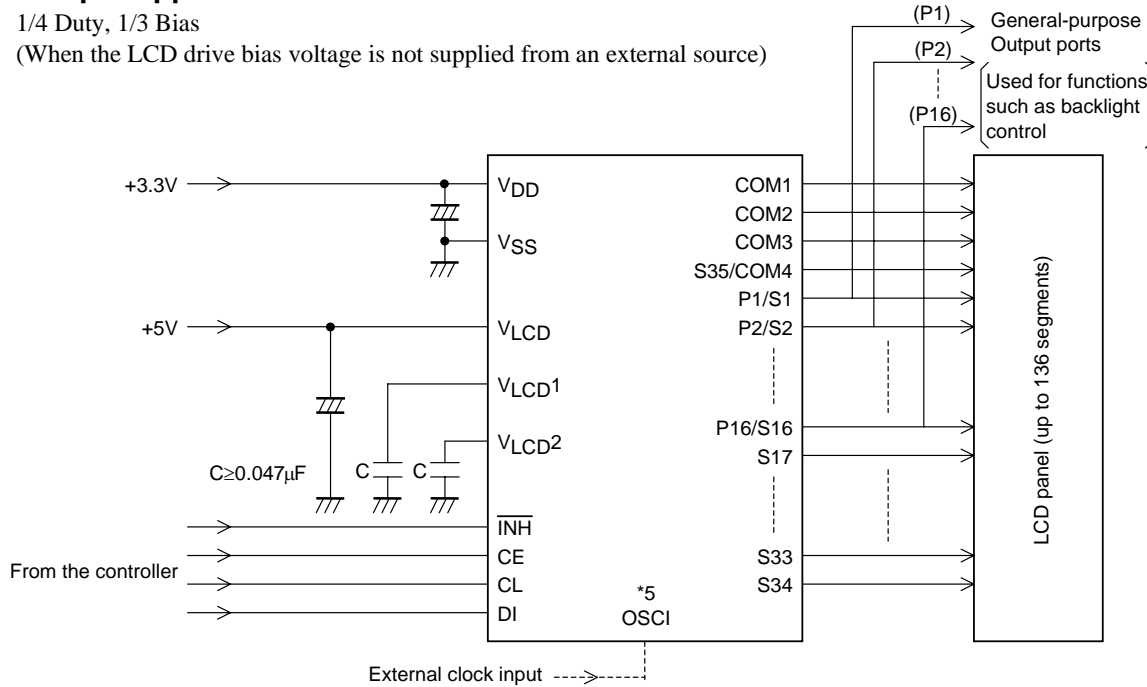 1/4 Duty, 1/3 Bias
(When the LCD drive bias voltage is not supplied from an external source)
(P1)
General-purpose
Output ports
(P2)
Used for functions
such as backlight
control
(P16)
+3.3V
VDD
VSS
+5V
VLCD
VLCD1
VLCD2
C≥0.047μF
C
C
INH
CE
CL
DI
From the controller
*5
OSCI
External clock input
COM1
COM2
COM3
S35/COM4
P1/S1
P2/S2
P16/S16
S17
S33
S34
LCD panel (up to 136 segments)